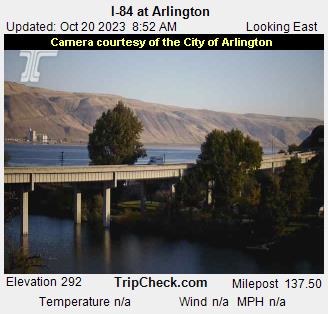 I-84 at Arlington
Updated: Oct 20 2023 8:52 AM Looking East
Camera courtesy of the City of Arlington
Elevation 292 TripCheck.com Milepost 137.50
Temperature n/a Wind n/a MPH n/a